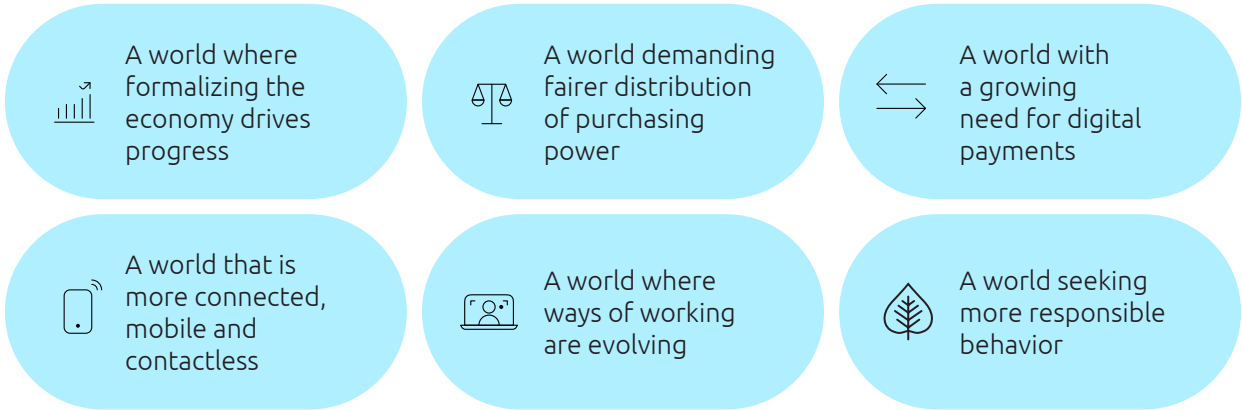 A world where
formalizing the
economy drives
progress
A world demanding
fairer distribution
of purchasing
power
A world with
a growing
need for digital
payments
A world that is
more connected,
mobile and
contactless
A world where
ways of working
are evolving
A world seeking
more responsible
behavior